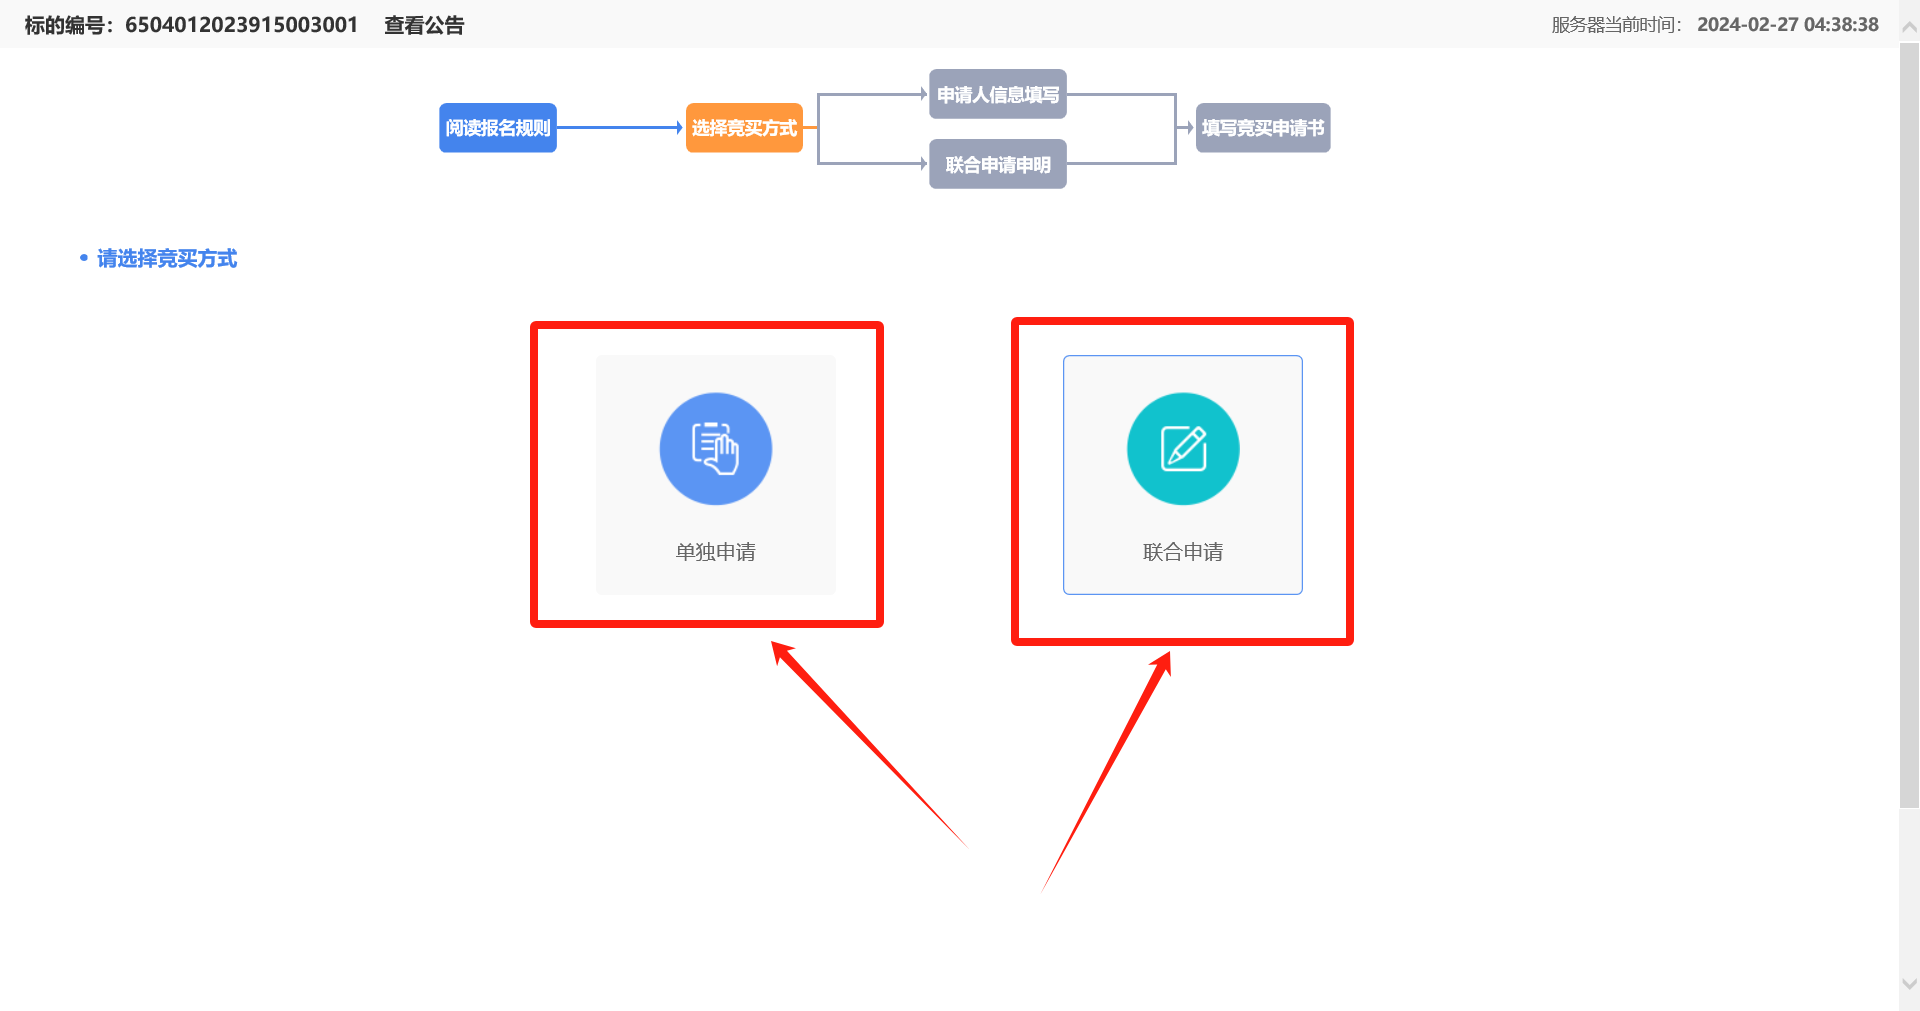 标的编号：6504012023915003001 查看公告 服务器当前时间： 2024-02-27 04:38:38
申请人信息填写
阅读报名规则 选择竞买方式 填写竞买申请书
联合申请申明
• 请选择竞买方式
单独申请 联合申请